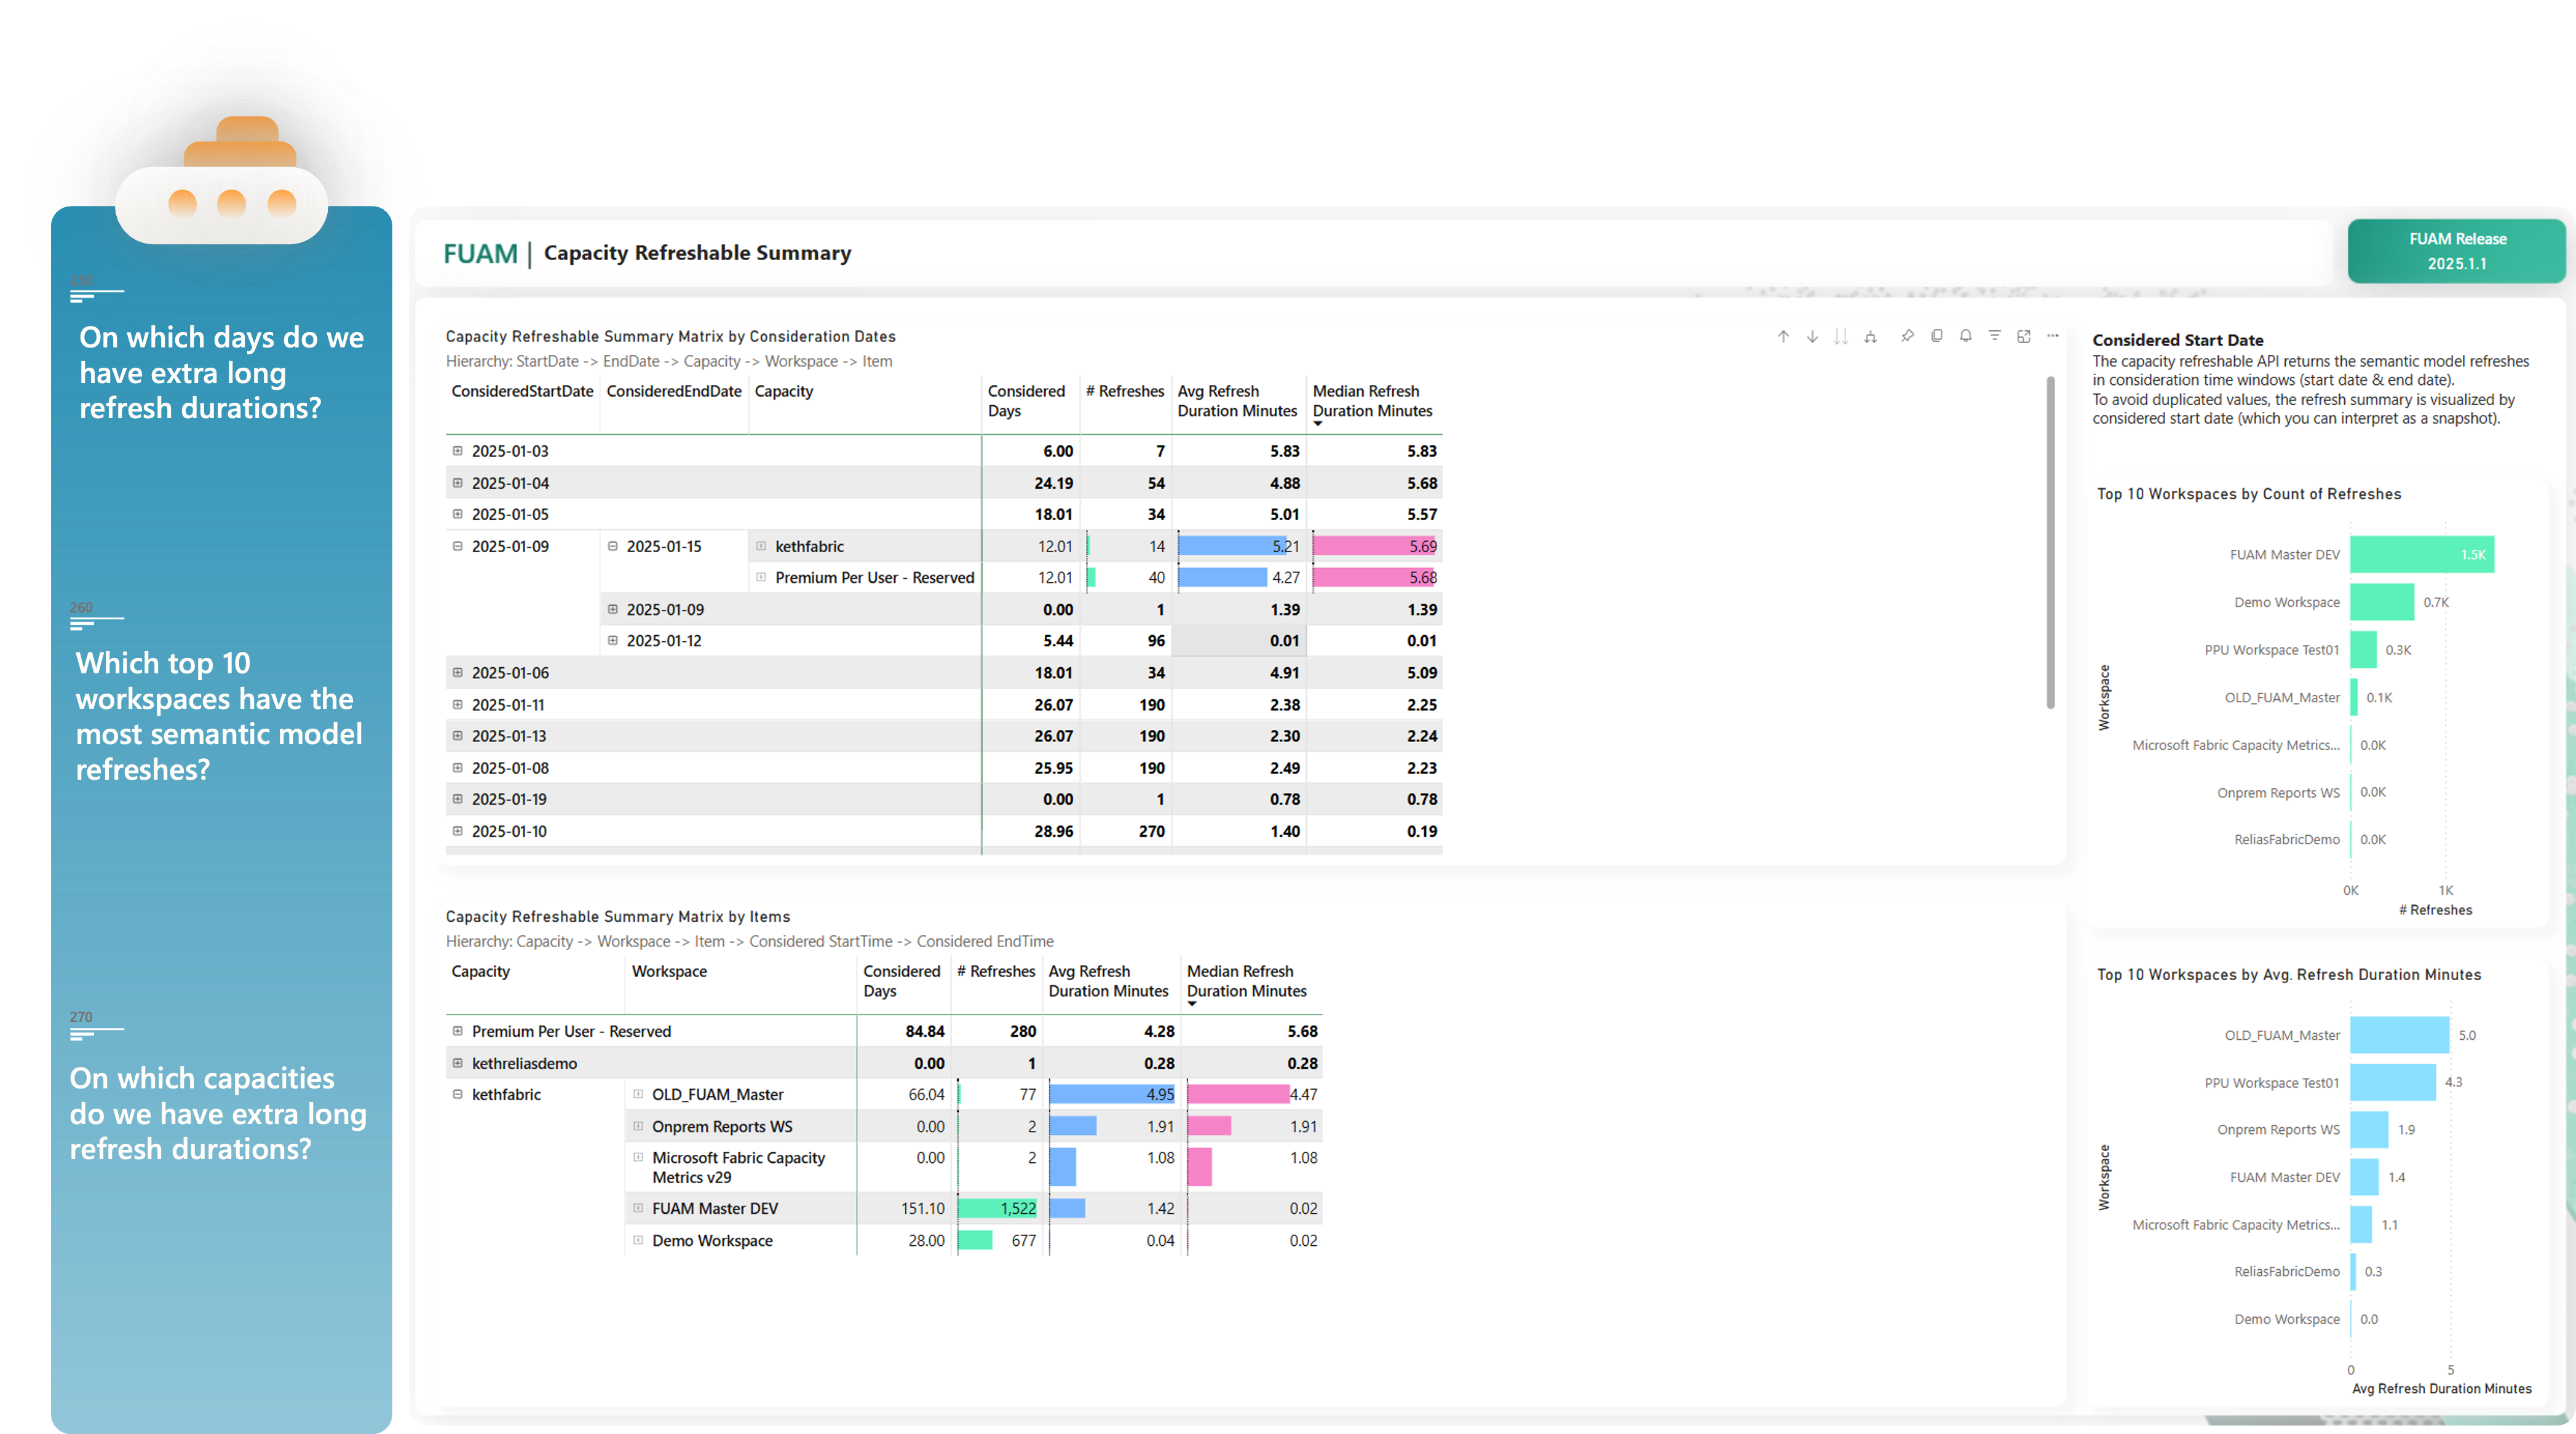 250
On which days do we
have extra long
refresh durations?
260
Which top 10
workspaces have the
most semantic model
refreshes?
270
On which capacities
do we have extra long
refresh durations?
FUAM | Capacity Refreshable Summary
FUAM Release
2025.1.1
Capacity Refreshable Summary Matrix by Consideration Dates
Hierarchy: StartDate -> EndDate -> Capacity -> Workspace -> Item
ConsideredStartDate ConsideredEndDate Capacity Considered # Refreshes Avg Refresh Median Refresh
Days Duration Minutes Duration Minutes
2025-01-03 6.00 7 5.83 5.83
2025-01-04 24.19 54 4.88 5.68
2025-01-05 18.01 34 5.01 5.57
2025-01-09 2025-01-15 kethfabric 12.01 14 5.21 5.69
Premium Per User - Reserved 12.01 40 4.27 5.68
2025-01-09 0.00 1 1.39 1.39
2025-01-12 5.44 96 0.01 0.01
2025-01-06 18.01 34 4.91 5.09
2025-01-11 26.07 190 2.38 2.25
2025-01-13 26.07 190 2.30 2.24
2025-01-08 25.95 190 2.49 2.23
2025-01-19 0.00 1 0.78 0.78
2025-01-10 28.96 270 1.40 0.19
Capacity Refreshable Summary Matrix by Items
Hierarchy: Capacity -> Workspace -> Item -> Considered StartTime -> Considered EndTime
Capacity Workspace Considered # Refreshes Avg Refresh Median Refresh
Days Duration Minutes Duration Minutes
Premium Per User - Reserved 84.84 280 4.28 5.68
kethreliasdemo 0.00 1 0.28 0.28
kethfabric OLD_FUAM_Master 66.04 77 4.95 4.47
Onprem Reports WS 0.00 2 1.91 1.91
Microsoft Fabric Capacity 0.00 2 1.08 1.08
Metrics v29
FUAM Master DEV 151.10 1,522 1.42 0.02
Demo Workspace 28.00 677 0.04 0.02
Considered Start Date
The capacity refreshable API returns the semantic model refreshes
in consideration time windows (start date & end date).
To avoid duplicated values, the refresh summary is visualized by
considered start date (which you can interpret as a snapshot).
Top 10 Workspaces by Count of Refreshes
Workspace
FUAM Master DEV 1.5K
Demo Workspace 0.7K
PPU Workspace Test01 0.3K
OLD_FUAM_Master 0.1K
Microsoft Fabric Capacity Metrics... 0.0K
Onprem Reports WS 0.0K
ReliasFabricDemo 0.0K
0K 1K
# Refreshes
Top 10 Workspaces by Avg. Refresh Duration Minutes
Workspace
OLD_FUAM_Master 5.0
PPU Workspace Test01 4.3
Onprem Reports WS 1.9
FUAM Master DEV 1.4
Microsoft Fabric Capacity Metrics... 1.1
ReliasFabricDemo 0.3
Demo Workspace 0.0
0 5
Avg Refresh Duration Minutes